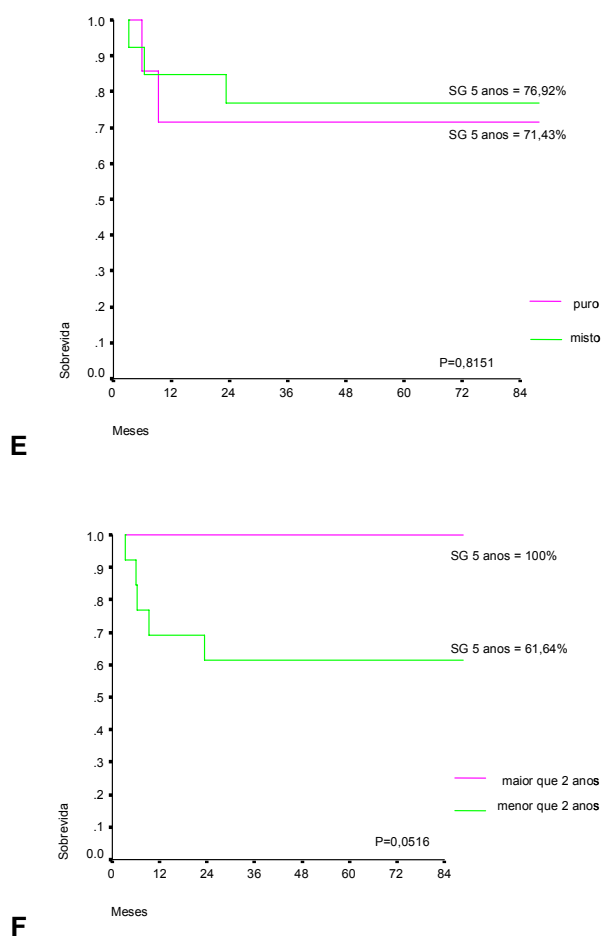 1.0
.9
.8
.7
.6
.5
.4
.3
.2
.1
0.0
Sobrevida
SG 5 anos = 76,92%
SG 5 anos = 71,43%
puro
misto
P=0,8151
0 12 24 36 48 60 72 84
Meses
E
1.0
.9
.8
.7
.6
.5
.4
.3
.2
.1
0.0
Sobrevida
SG 5 anos = 100%
SG 5 anos = 61,64%
maior que 2 anos
menor que 2 anos
P=0,0516
0 12 24 36 48 60 72 84
Meses
F